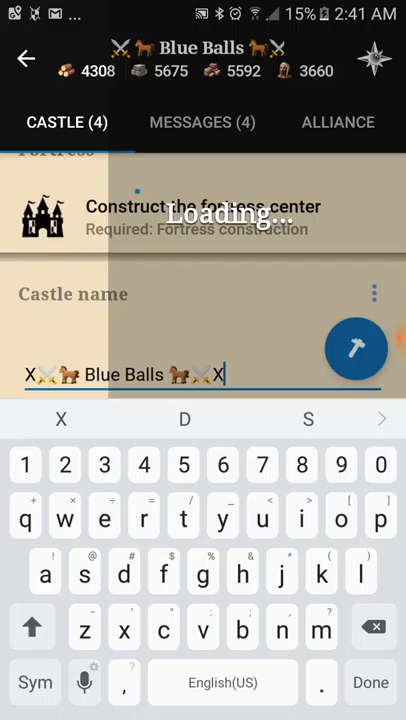 15% 2:41 AM
⚔️🐎 Blue Balls 🐎⚔️
4308 5675 5592 3660
CASTLE (4) MESSAGES (4) ALLIANCE
Fortress
Construct the fortress center
Loading...
Required: Fortress construction
Castle name
X⚔️🐎 Blue Balls 🐎⚔️X
X D S
1 2 3 4 5 6 7 8 9 0
+ × ÷ = / _ < > [ ]
q w e r t y u i o p
! @ # $ % & * ( )
a s d f g h j k l
- ' " : ; , ?
z x c v b n m
Sym , ? English(US) . Done